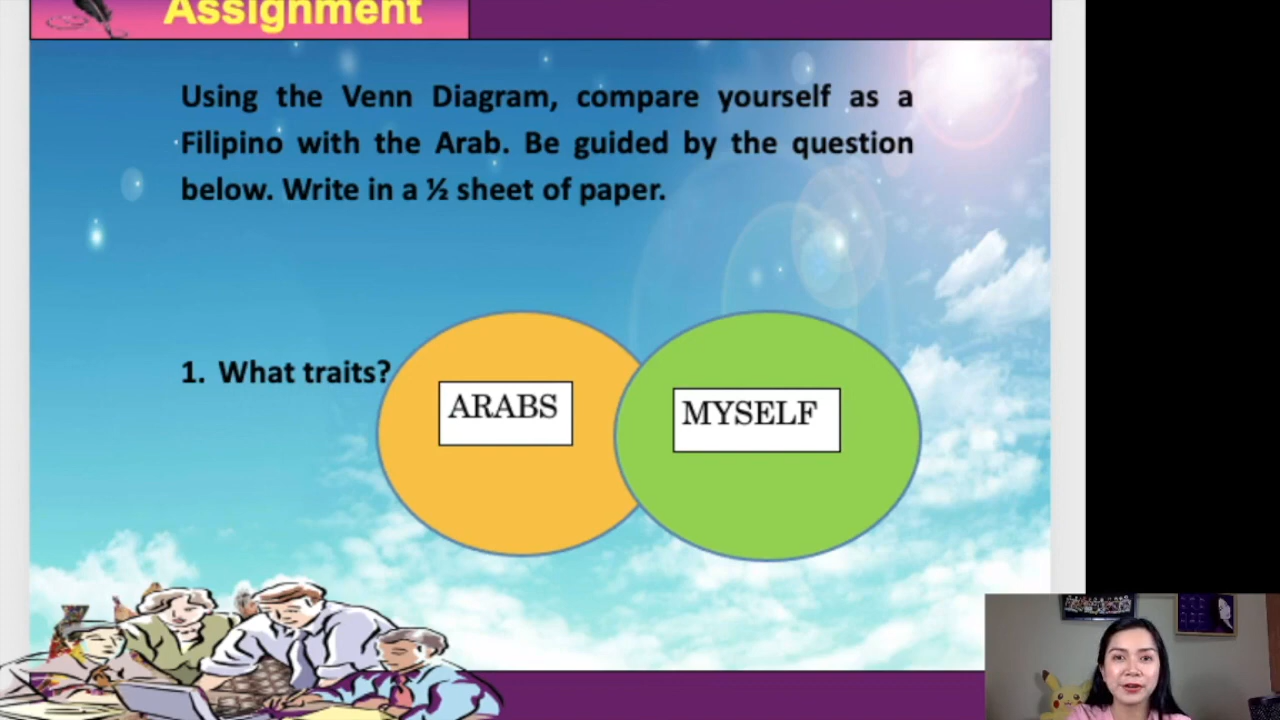 Assignment
Using the Venn Diagram, compare yourself as a
Filipino with the Arab. Be guided by the question
below. Write in a ½ sheet of paper.
1. What traits?
ARABS
MYSELF